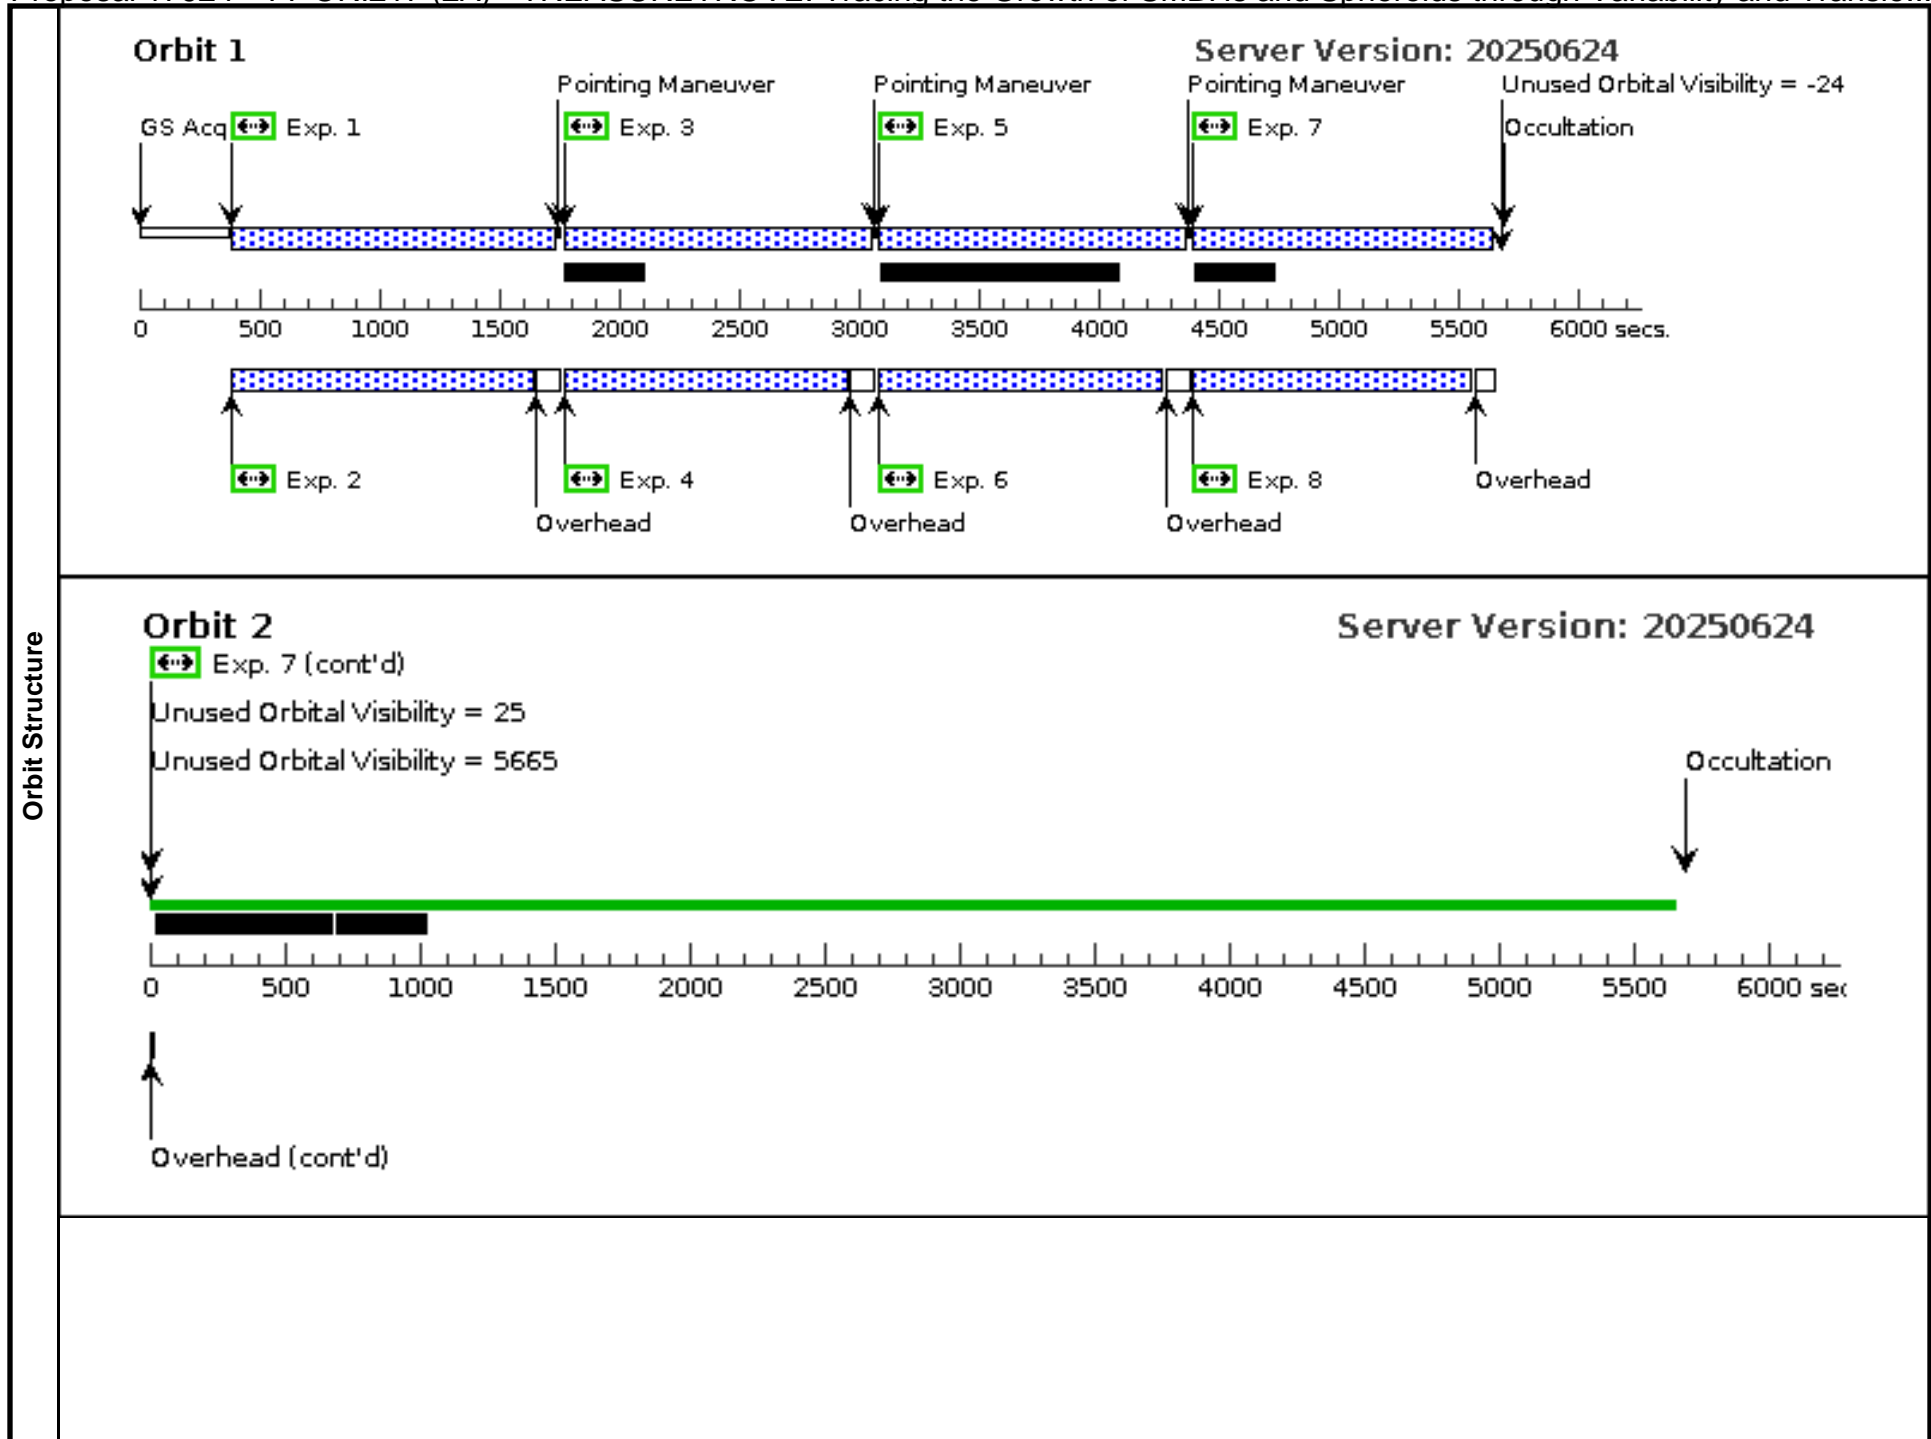 Orbit Structure
Orbit 1
Server Version: 20250624
Pointing Maneuver Pointing Maneuver Pointing Maneuver Unused Orbital Visibility = -24
GS Acq Exp. 1 Exp. 3 Exp. 5 Exp. 7 Occultation
0 500 1000 1500 2000 2500 3000 3500 4000 4500 5000 5500 6000 secs.
Exp. 2 Exp. 4 Exp. 6 Exp. 8 Overhead
Overhead Overhead Overhead
Orbit 2
Server Version: 20250624
Exp. 7 (cont'd)
Unused Orbital Visibility = 25
Unused Orbital Visibility = 5665 Occultation
0 500 1000 1500 2000 2500 3000 3500 4000 4500 5000 5500 6000
Overhead (cont'd)